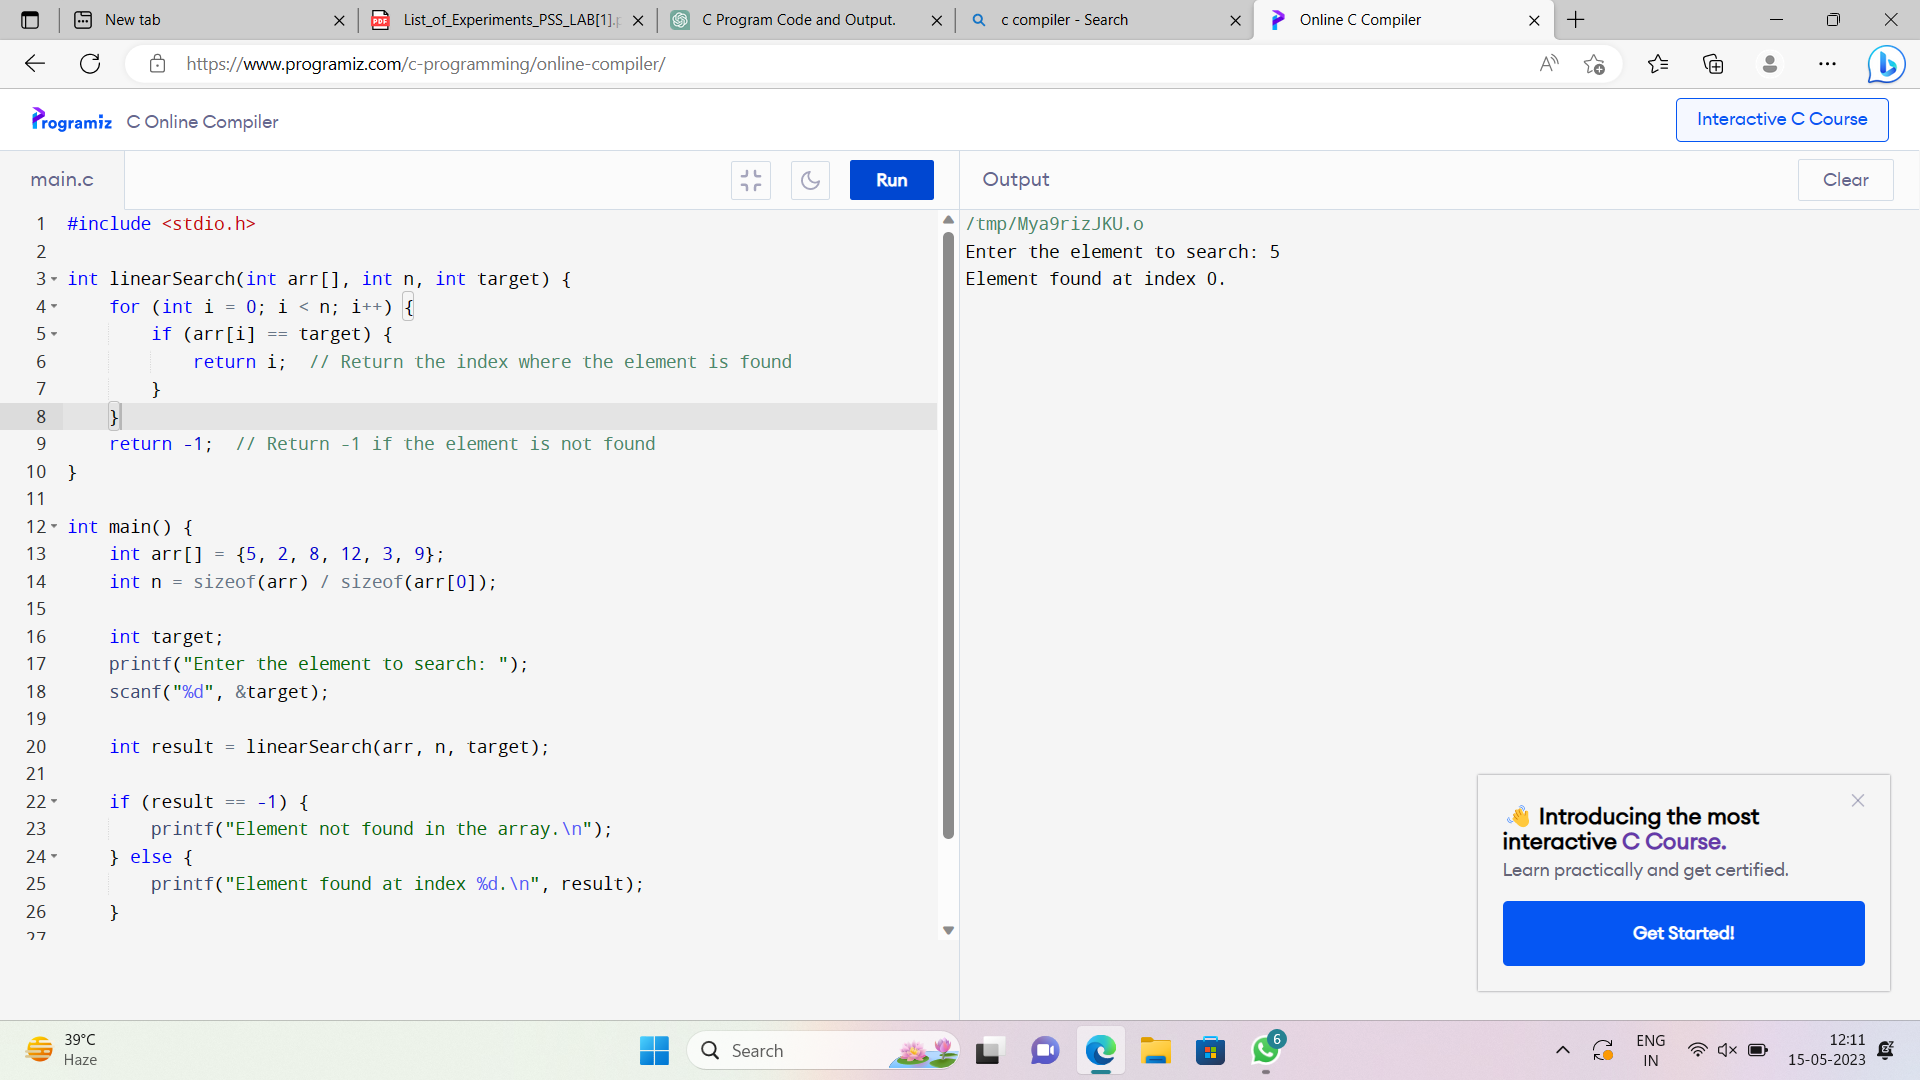 New tab
List_of_Experiments_PSS_LAB[1].p
C Program Code and Output.
c compiler - Search
Online C Compiler
https://www.programiz.com/c-programming/online-compiler/
Programiz C Online Compiler
Interactive C Course
main.c
Run
Output
Clear
1 #include <stdio.h>
2
3 int linearSearch(int arr[], int n, int target) {
4     for (int i = 0; i < n; i++) {
5         if (arr[i] == target) {
6             return i;  // Return the index where the element is found
7         }
8     }
9     return -1;  // Return -1 if the element is not found
10 }
11
12 int main() {
13     int arr[] = {5, 2, 8, 12, 3, 9};
14     int n = sizeof(arr) / sizeof(arr[0]);
15
16     int target;
17     printf("Enter the element to search: ");
18     scanf("%d", &target);
19
20     int result = linearSearch(arr, n, target);
21
22     if (result == -1) {
23         printf("Element not found in the array.\n");
24     } else {
25         printf("Element found at index %d.\n", result);
26     }
27
/tmp/Mya9rizJKU.o
Enter the element to search: 5
Element found at index 0.
👋 Introducing the most
interactive C Course.
Learn practically and get certified.
Get Started!
39°C
Haze
Search
6
ENG
IN
12:11
15-05-2023